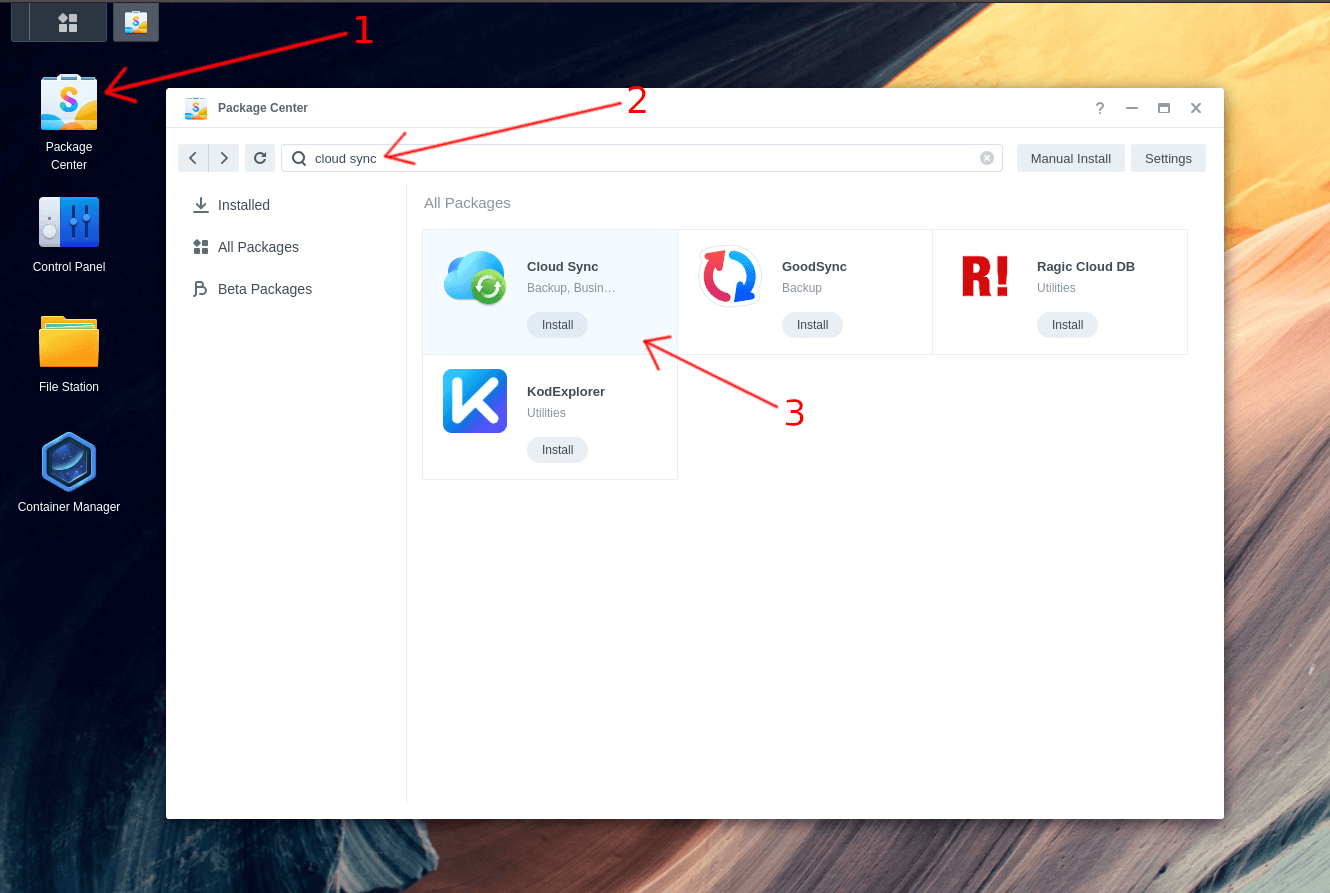 1
Package
Center
Control Panel
File Station
Container Manager
Package Center
?
2
cloud sync
Manual Install
Settings
Installed
All Packages
Beta Packages
All Packages
Cloud Sync
Backup, Busin…
Install
GoodSync
Backup
Install
R!
Ragic Cloud DB
Utilities
Install
3
KodExplorer
Utilities
Install